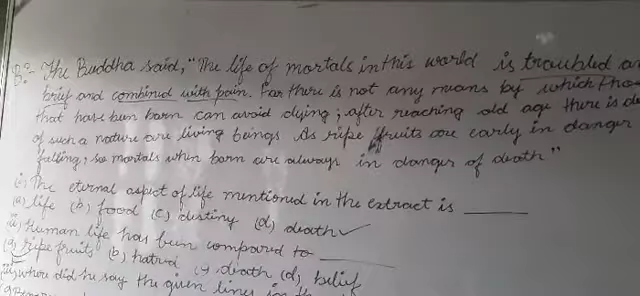 B:- The Buddha said, "The life of mortals in this world is troubled an
brief and combined with pain. For there is not any means by which tho
that have been born can avoid dying; after reaching old age there is de
of such a nature are living beings As ripe fruits are early in danger
falling, so mortals when born are always in danger of death"
(i) The eternal aspect of life mentioned in the extract is ______
(a) life (b) food (c) destiny (d) death ✓
(ii) Human life has been compared to ______
(a) ripe fruits (b) hatred (c) death (d) belief
(iii) where did he say the given lines